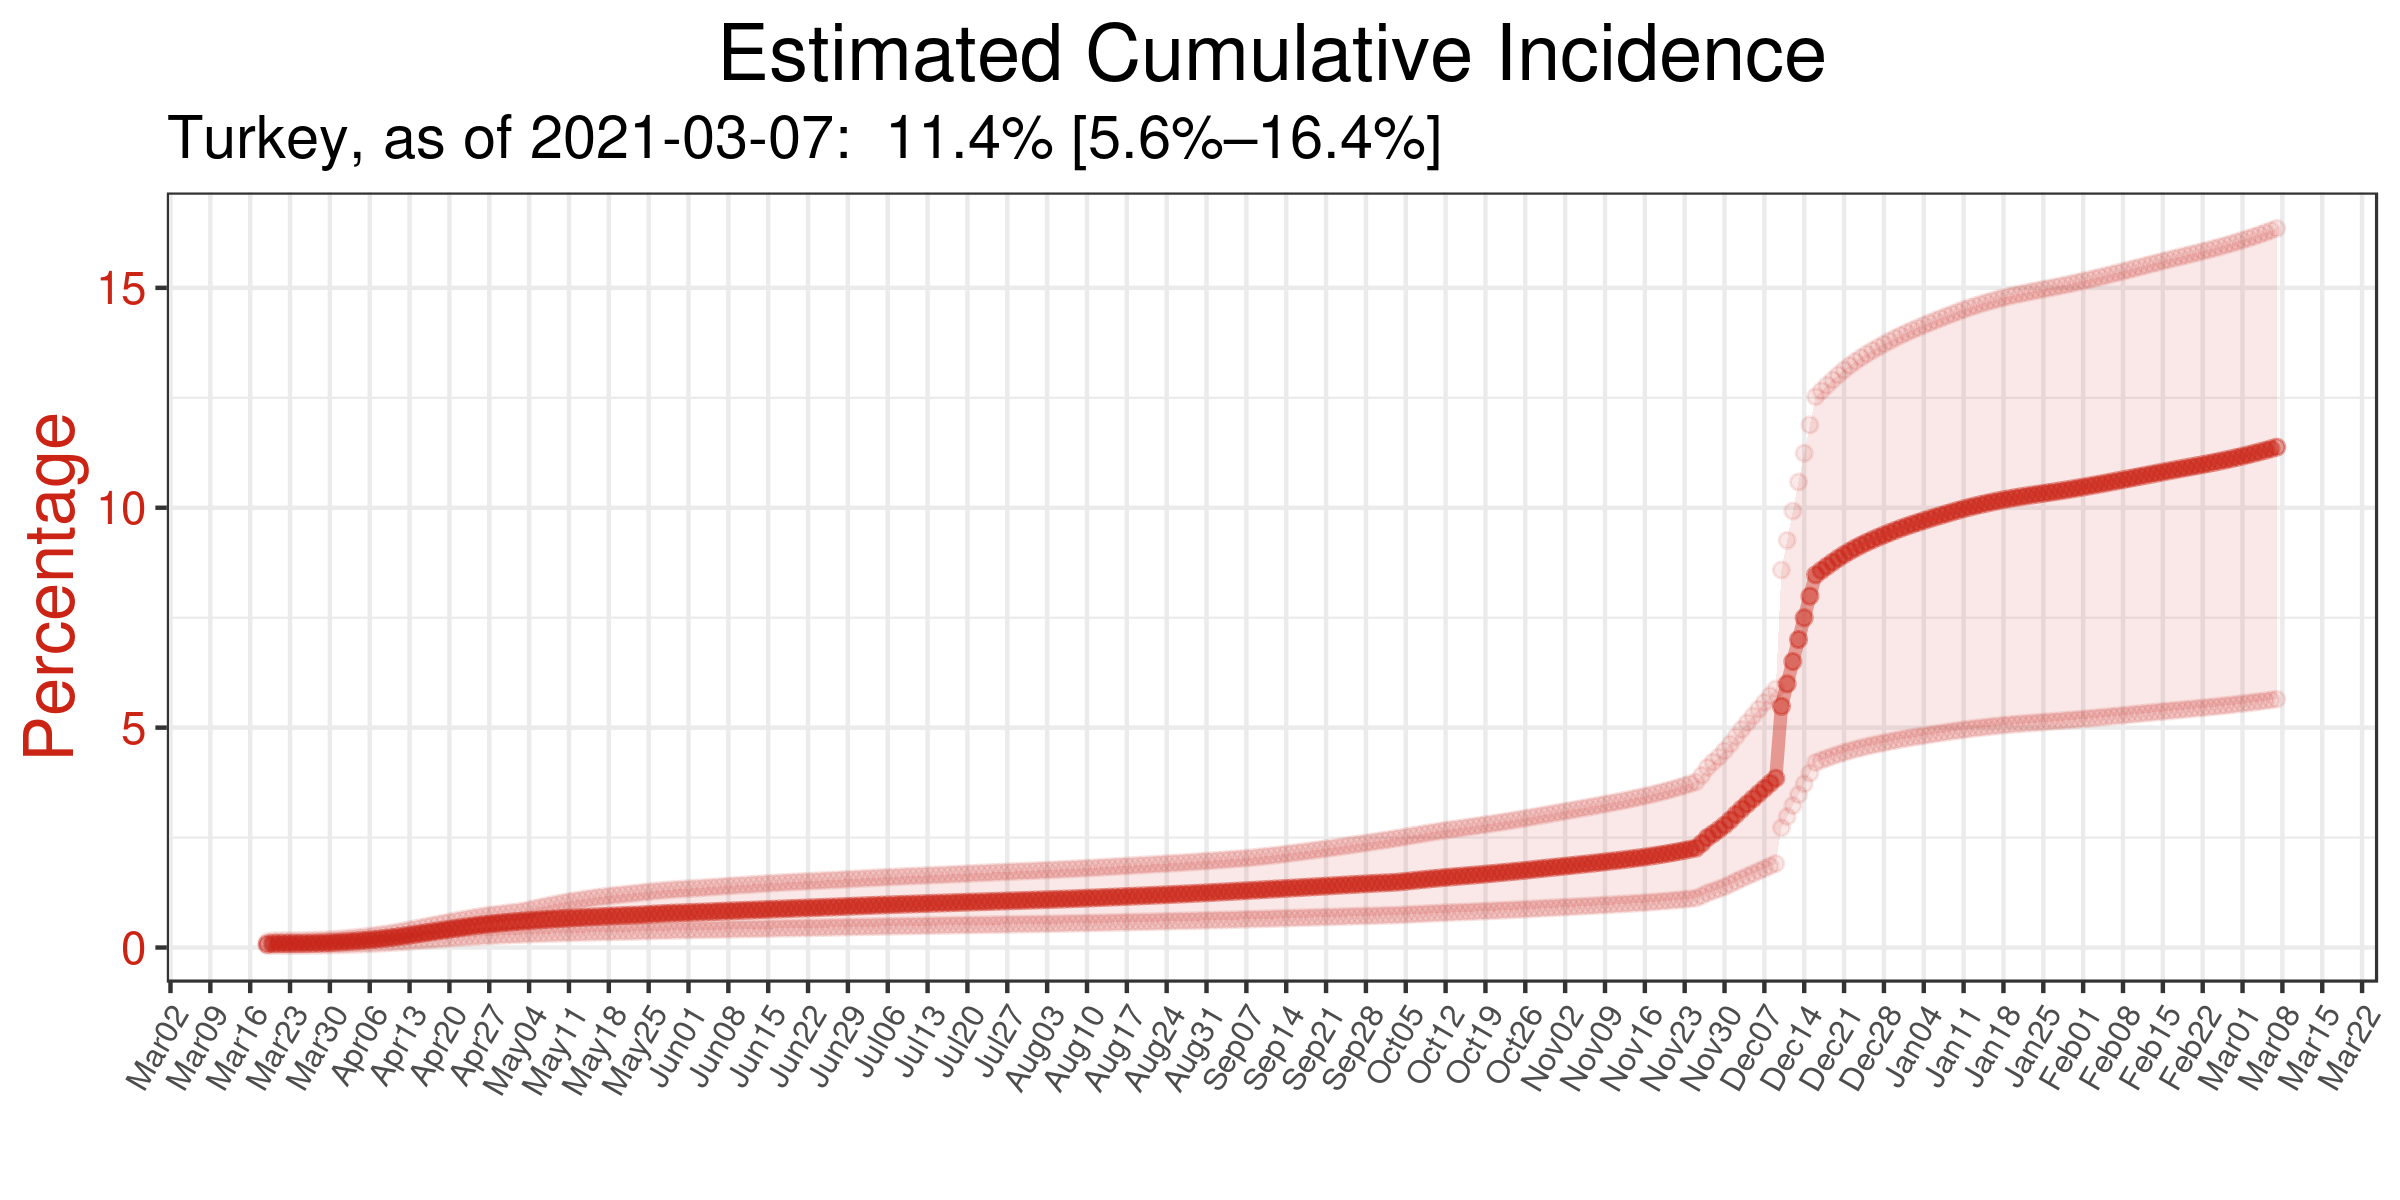 Estimated Cumulative Incidence
Turkey, as of 2021-03-07:  11.4% [5.6%–16.4%]
Percentage
15
10
5
0
Mar02
Mar09
Mar16
Mar23
Mar30
Apr06
Apr13
Apr20
Apr27
May04
May11
May18
May25
Jun01
Jun08
Jun15
Jun22
Jun29
Jul06
Jul13
Jul20
Jul27
Aug03
Aug10
Aug17
Aug24
Aug31
Sep07
Sep14
Sep21
Sep28
Oct05
Oct12
Oct19
Oct26
Nov02
Nov09
Nov16
Nov23
Nov30
Dec07
Dec14
Dec21
Dec28
Jan04
Jan11
Jan18
Jan25
Feb01
Feb08
Feb15
Feb22
Mar01
Mar08
Mar15
Mar22